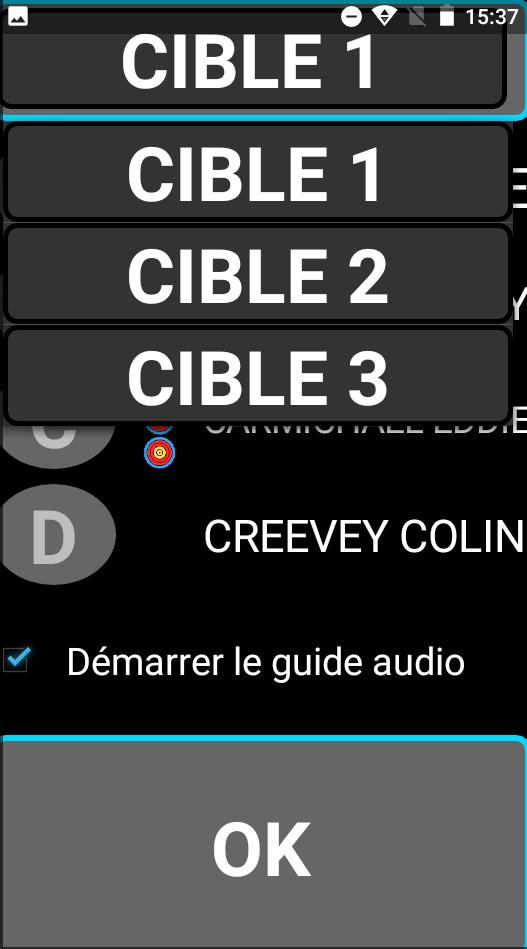 15:37
CIBLE 1
CIBLE 1
CIBLE 2
CIBLE 3
C CARMICHAEL EDDIE
D CREEVEY COLIN
Démarrer le guide audio
OK